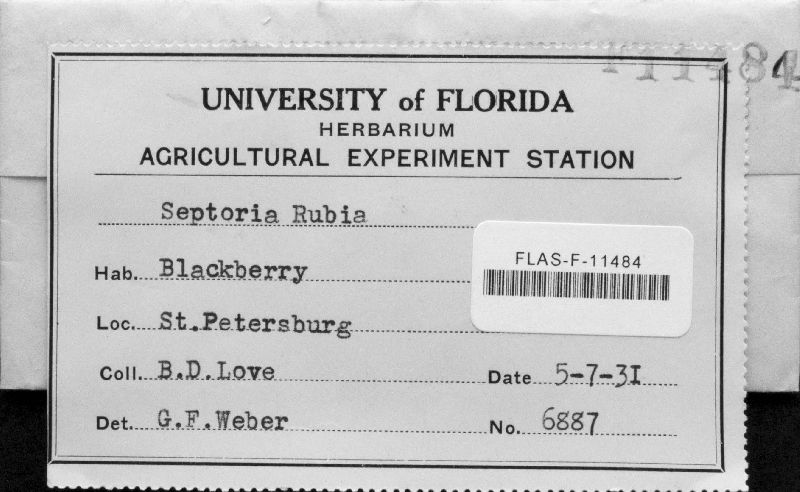 F11484
UNIVERSITY of FLORIDA
HERBARIUM
AGRICULTURAL EXPERIMENT STATION
Septoria Rubia
FLAS-F-11484
Hab. Blackberry
Loc. St.Petersburg
Coll. B.D.Love Date 5-7-31
Det. G.F.Weber No. 6887